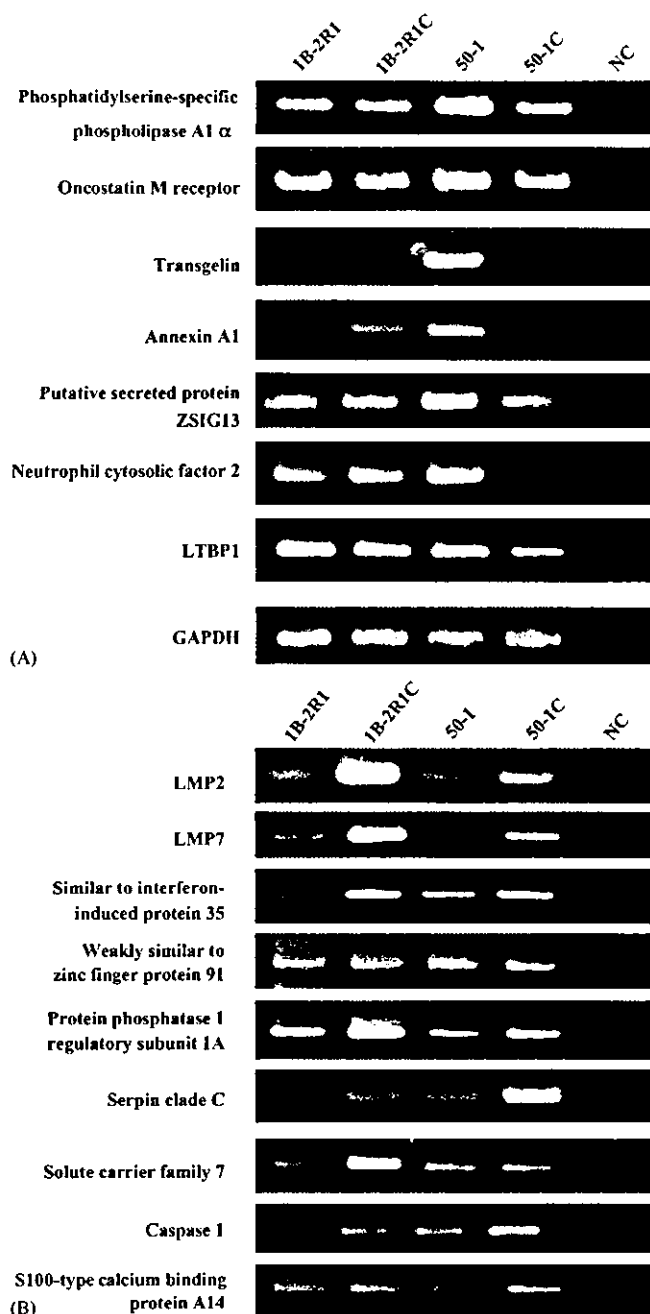 1B-2R1 1B-2R1C 50-1 50-1C NC
Phosphatidylserine-specific
phospholipase A1 α
Oncostatin M receptor
Transgelin
Annexin A1
Putative secreted protein
ZSIG13
Neutrophil cytosolic factor 2
LTBP1
GAPDH
(A)
1B-2R1 1B-2R1C 50-1 50-1C NC
LMP2
LMP7
Similar to interferon-
induced protein 35
Weakly similar to
zinc finger protein 91
Protein phosphatase 1
regulatory subunit 1A
Serpin clade C
Solute carrier family 7
Caspase 1
S100-type calcium binding
protein A14
(B)